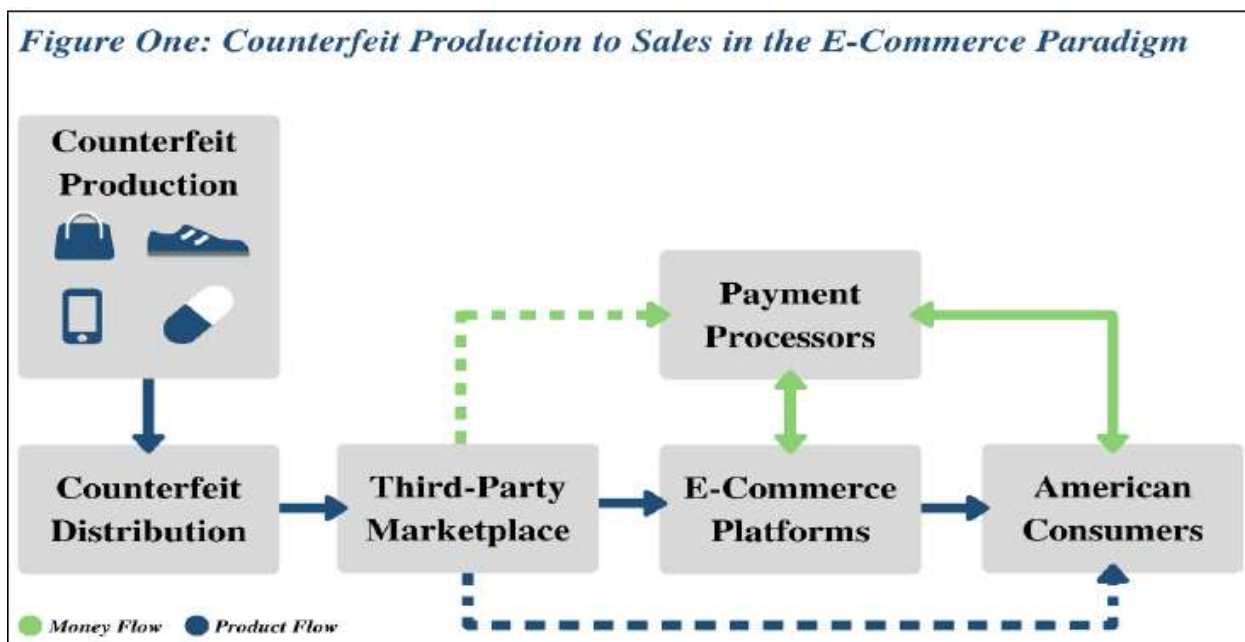 Figure One: Counterfeit Production to Sales in the E-Commerce Paradigm
Counterfeit
Production
Payment
Processors
Counterfeit
Distribution
Third-Party
Marketplace
E-Commerce
Platforms
American
Consumers
Money Flow
Product Flow